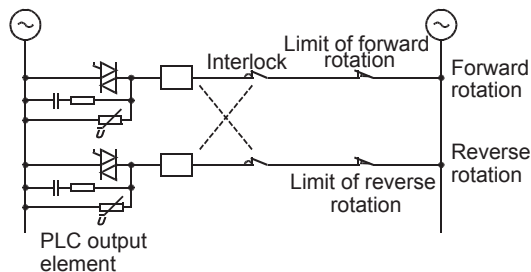 Interlock
Limit of forward
rotation
Forward
rotation
U
Reverse
rotation
Limit of reverse
rotation
U
PLC output
element